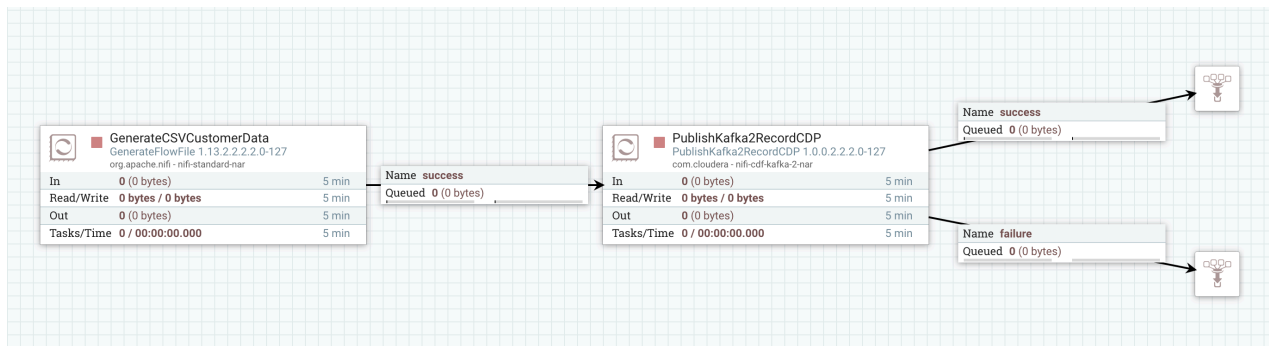 GenerateCSVCustomerData
GenerateFlowFile 1.13.2.2.2.2.0-127
org.apache.nifi - nifi-standard-nar
In 0 (0 bytes) 5 min
Read/Write 0 bytes / 0 bytes 5 min
Out 0 (0 bytes) 5 min
Tasks/Time 0 / 00:00:00.000 5 min
Name success
Queued 0 (0 bytes)
PublishKafka2RecordCDP
PublishKafka2RecordCDP 1.0.0.2.2.2.0-127
com.cloudera - nifi-cdf-kafka-2-nar
In 0 (0 bytes) 5 min
Read/Write 0 bytes / 0 bytes 5 min
Out 0 (0 bytes) 5 min
Tasks/Time 0 / 00:00:00.000 5 min
Name success
Queued 0 (0 bytes)
Name failure
Queued 0 (0 bytes)